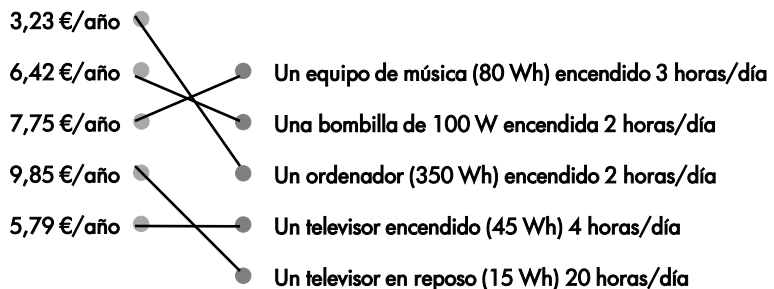 3,23 €/año
6,42 €/año
Un equipo de música (80 Wh) encendido 3 horas/día
7,75 €/año
Una bombilla de 100 W encendida 2 horas/día
9,85 €/año
Un ordenador (350 Wh) encendido 2 horas/día
5,79 €/año
Un televisor encendido (45 Wh) 4 horas/día
Un televisor en reposo (15 Wh) 20 horas/día